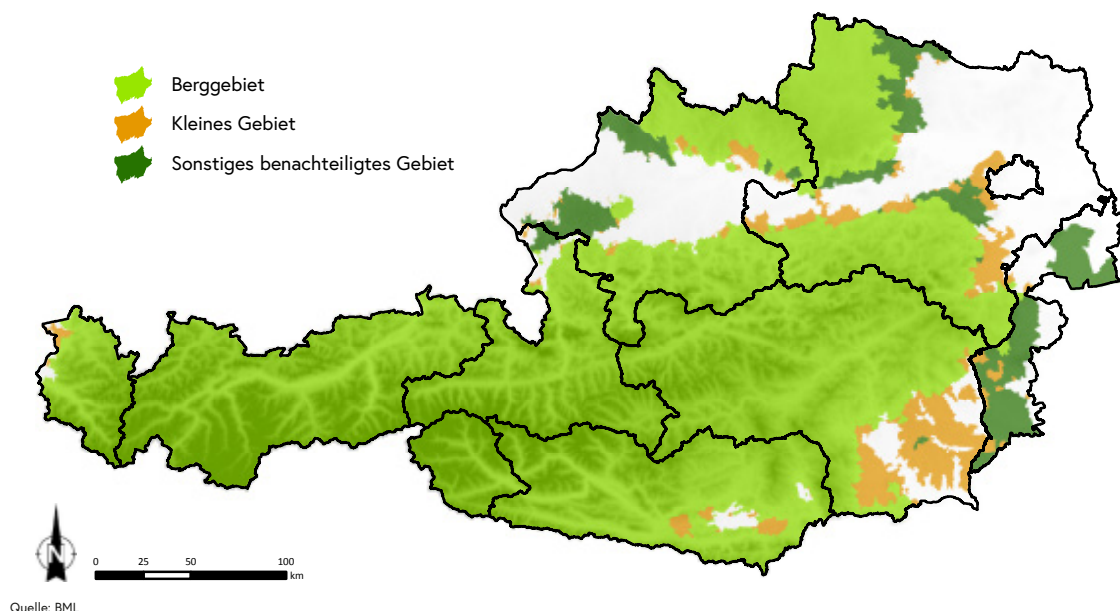 Berggebiet
Kleines Gebiet
Sonstiges benachteiligtes Gebiet
N
0 25 50 100
km
Quelle: BML